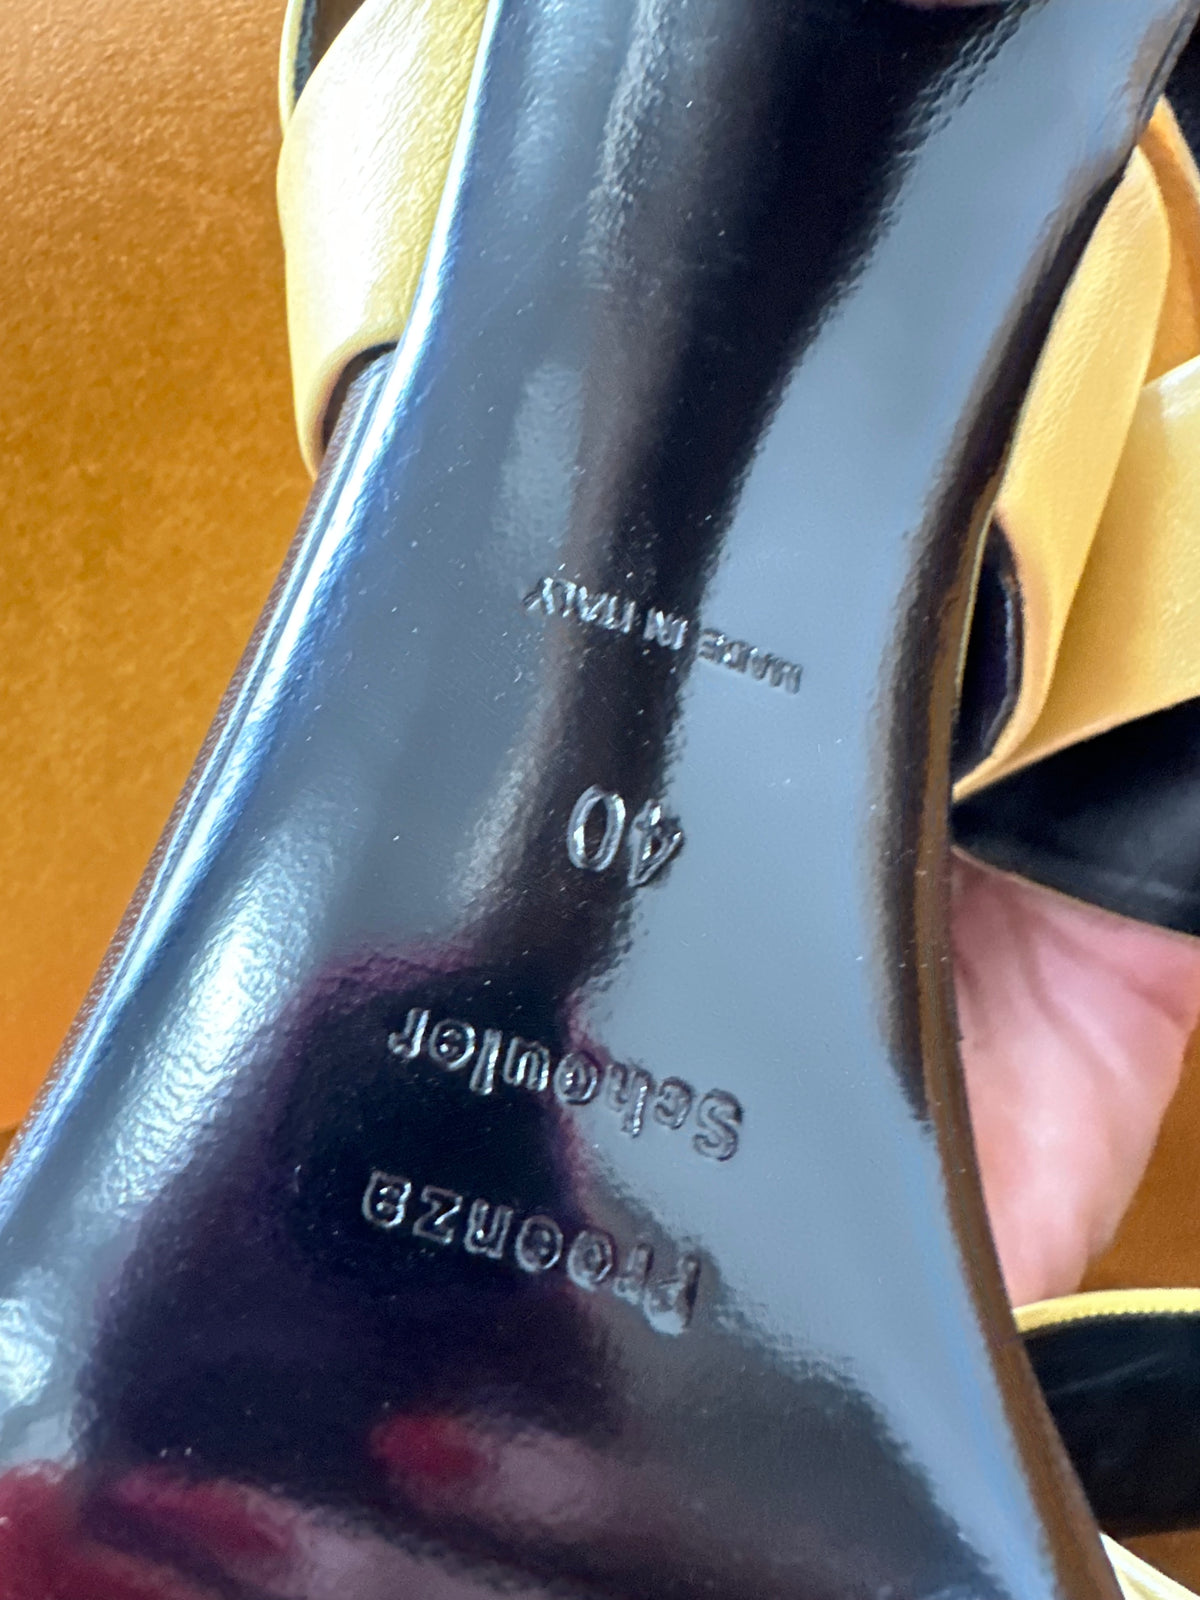 Proenza
Schouler
40
MADE IN ITALY